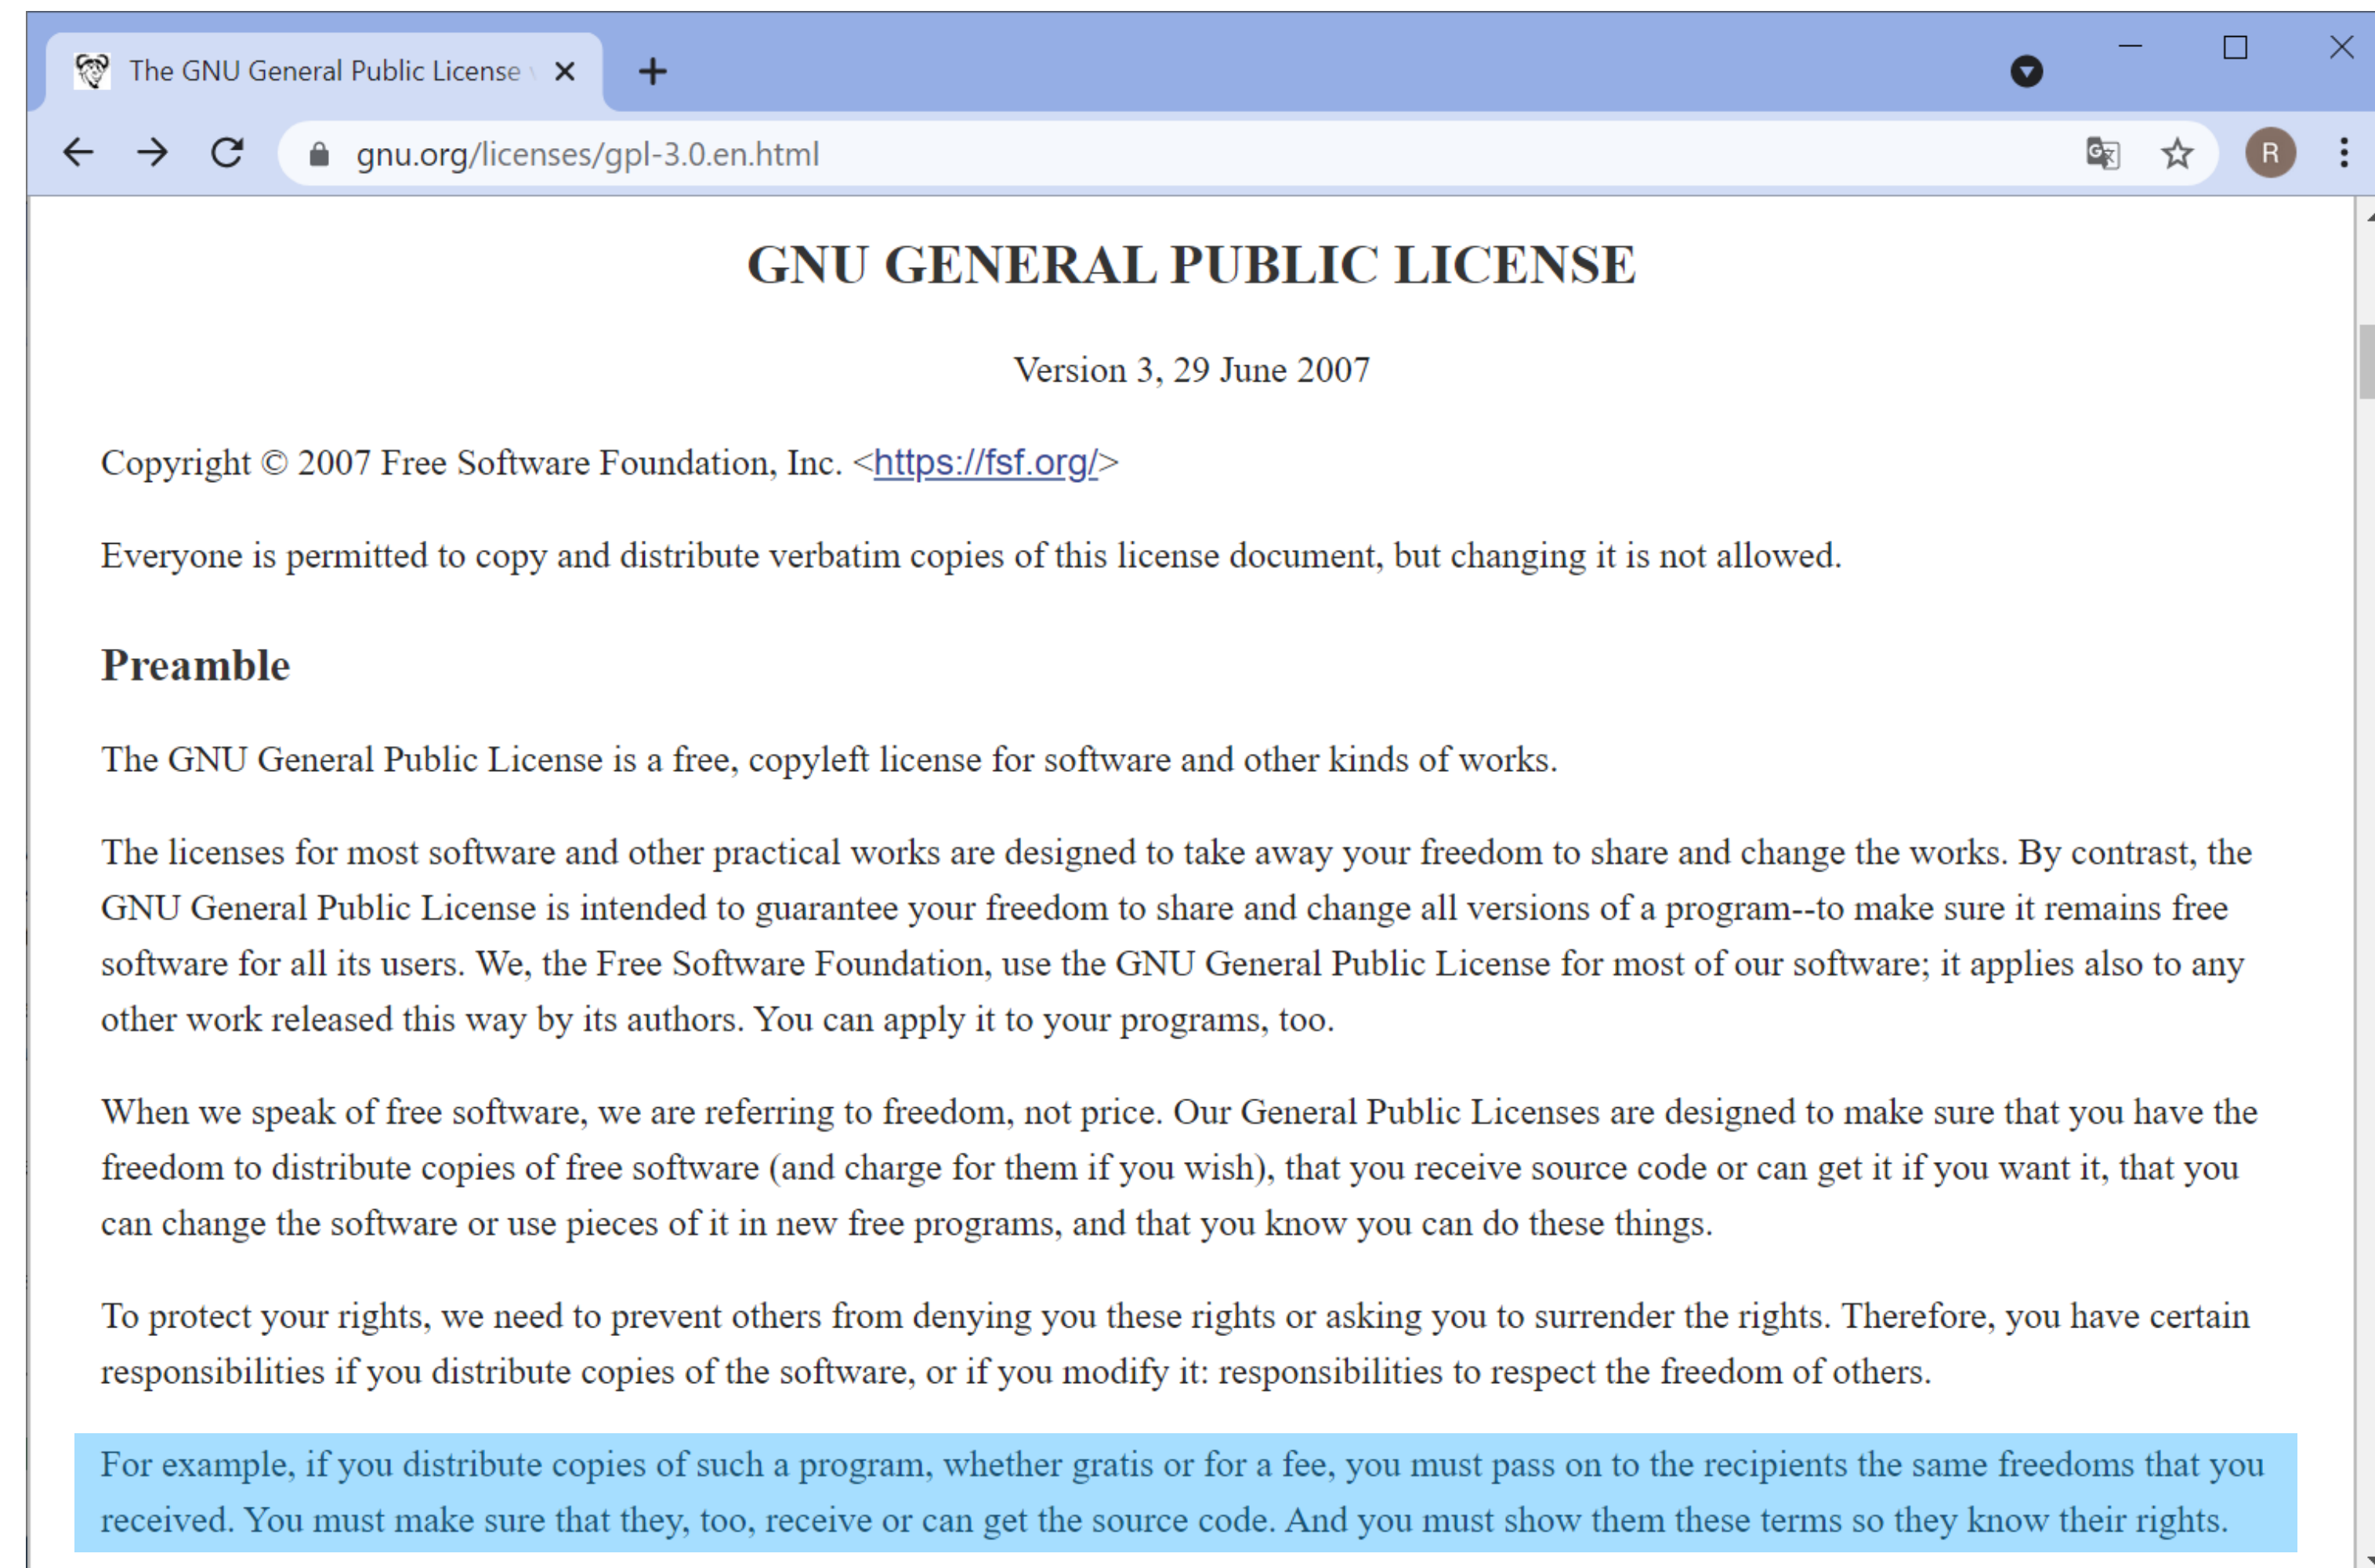 The GNU General Public License v
gnu.org/licenses/gpl-3.0.en.html
R
GNU GENERAL PUBLIC LICENSE
Version 3, 29 June 2007
Copyright © 2007 Free Software Foundation, Inc. <https://fsf.org/>
Everyone is permitted to copy and distribute verbatim copies of this license document, but changing it is not allowed.
Preamble
The GNU General Public License is a free, copyleft license for software and other kinds of works.
The licenses for most software and other practical works are designed to take away your freedom to share and change the works. By contrast, the
GNU General Public License is intended to guarantee your freedom to share and change all versions of a program--to make sure it remains free
software for all its users. We, the Free Software Foundation, use the GNU General Public License for most of our software; it applies also to any
other work released this way by its authors. You can apply it to your programs, too.
When we speak of free software, we are referring to freedom, not price. Our General Public Licenses are designed to make sure that you have the
freedom to distribute copies of free software (and charge for them if you wish), that you receive source code or can get it if you want it, that you
can change the software or use pieces of it in new free programs, and that you know you can do these things.
To protect your rights, we need to prevent others from denying you these rights or asking you to surrender the rights. Therefore, you have certain
responsibilities if you distribute copies of the software, or if you modify it: responsibilities to respect the freedom of others.
For example, if you distribute copies of such a program, whether gratis or for a fee, you must pass on to the recipients the same freedoms that you
received. You must make sure that they, too, receive or can get the source code. And you must show them these terms so they know their rights.